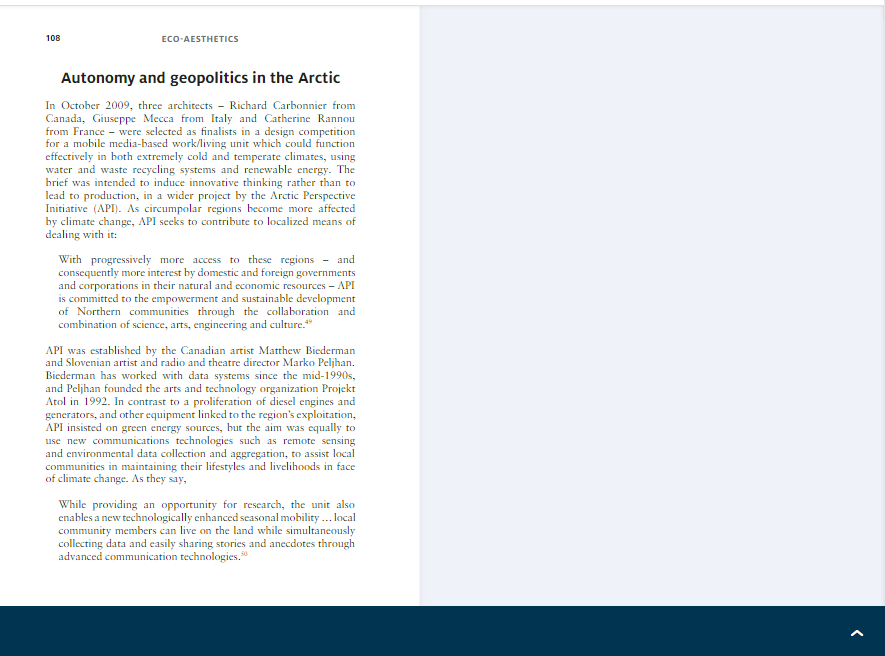 108
ECO-AESTHETICS
Autonomy and geopolitics in the Arctic
In October 2009, three architects – Richard Carbonnier from
Canada, Giuseppe Mecca from Italy and Catherine Rannou
from France – were selected as finalists in a design competition
for a mobile media-based work/living unit which could function
effectively in both extremely cold and temperate climates, using
water and waste recycling systems and renewable energy. The
brief was intended to induce innovative thinking rather than to
lead to production, in a wider project by the Arctic Perspective
Initiative (API). As circumpolar regions become more affected
by climate change, API seeks to contribute to localized means of
dealing with it:
With progressively more access to these regions – and
consequently more interest by domestic and foreign governments
and corporations in their natural and economic resources – API
is committed to the empowerment and sustainable development
of Northern communities through the collaboration and
combination of science, arts, engineering and culture.49
API was established by the Canadian artist Matthew Biederman
and Slovenian artist and radio and theatre director Marko Peljhan.
Biederman has worked with data systems since the mid-1990s,
and Peljhan founded the arts and technology organization Projekt
Atol in 1992. In contrast to a proliferation of diesel engines and
generators, and other equipment linked to the region's exploitation,
API insisted on green energy sources, but the aim was equally to
use new communications technologies such as remote sensing
and environmental data collection and aggregation, to assist local
communities in maintaining their lifestyles and livelihoods in face
of climate change. As they say,
While providing an opportunity for research, the unit also
enables a new technologically enhanced seasonal mobility … local
community members can live on the land while simultaneously
collecting data and easily sharing stories and anecdotes through
advanced communication technologies.50